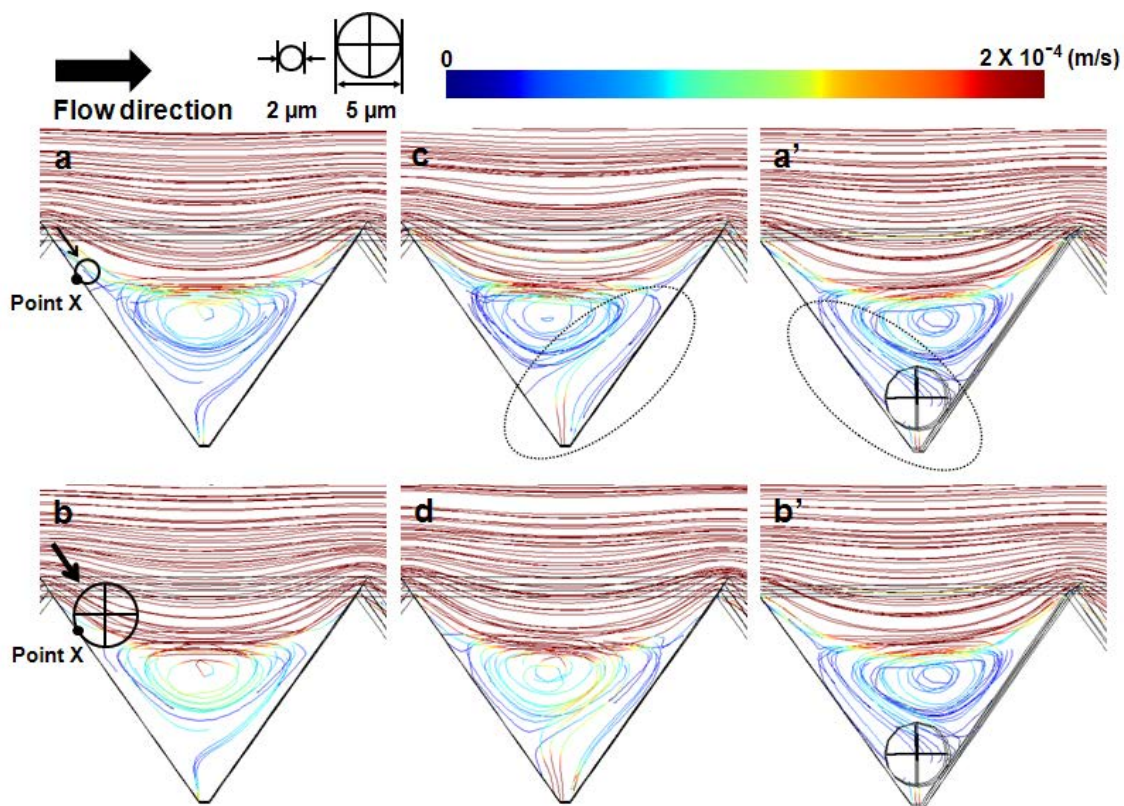 0
2 X 10⁻⁴ (m/s)
Flow direction
2 μm
5 μm
a
c
a’
Point X
b
d
b’
Point X